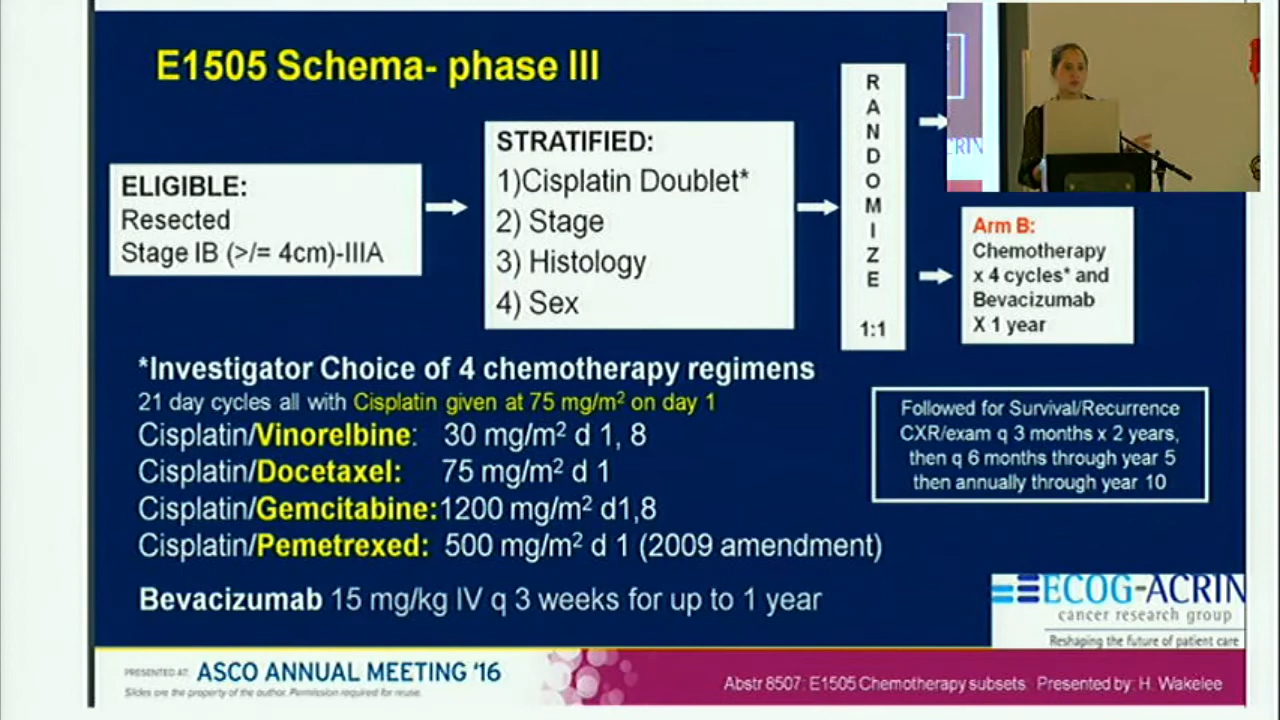 E1505 Schema- phase III
ELIGIBLE:
Resected
Stage IB (>/= 4cm)-IIIA
STRATIFIED:
1)Cisplatin Doublet*
2) Stage
3) Histology
4) Sex
R
A
N
D
O
M
I
Z
E
1:1
Arm B:
Chemotherapy
x 4 cycles* and
Bevacizumab
X 1 year
*Investigator Choice of 4 chemotherapy regimens
21 day cycles all with Cisplatin given at 75 mg/m² on day 1
Cisplatin/Vinorelbine: 30 mg/m² d 1, 8
Cisplatin/Docetaxel: 75 mg/m² d 1
Cisplatin/Gemcitabine:1200 mg/m² d1,8
Cisplatin/Pemetrexed: 500 mg/m² d 1 (2009 amendment)
Bevacizumab 15 mg/kg IV q 3 weeks for up to 1 year
Followed for Survival/Recurrence
CXR/exam q 3 months x 2 years,
then q 6 months through year 5
then annually through year 10
ECOG-ACRIN
cancer research group
Reshaping the future of patient care
PRESENTED AT: ASCO ANNUAL MEETING '16
Slides are the property of the author. Permission required for reuse.
Abstr 8507: E1505 Chemotherapy subsets Presented by: H. Wakelee